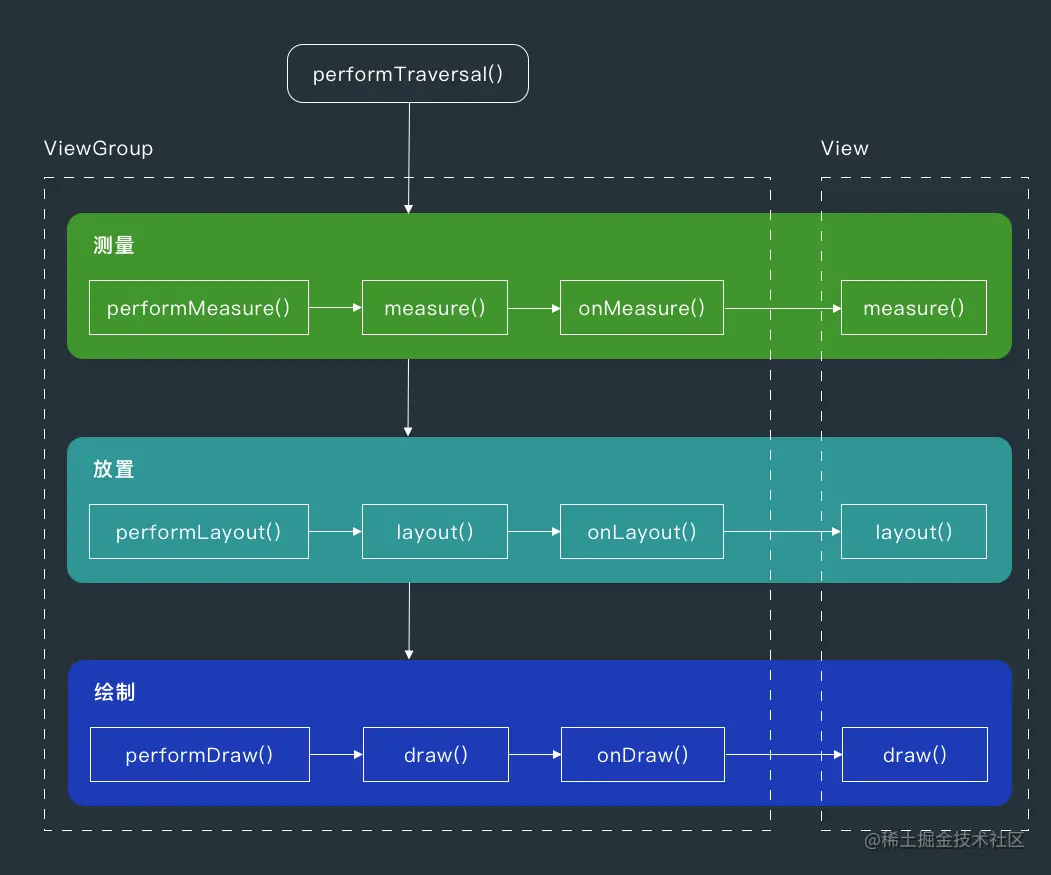 performTraversal()
ViewGroup
View
测量
performMeasure()
measure()
onMeasure()
measure()
放置
performLayout()
layout()
onLayout()
layout()
绘制
performDraw()
draw()
onDraw()
draw()
@稀土掘金技术社区